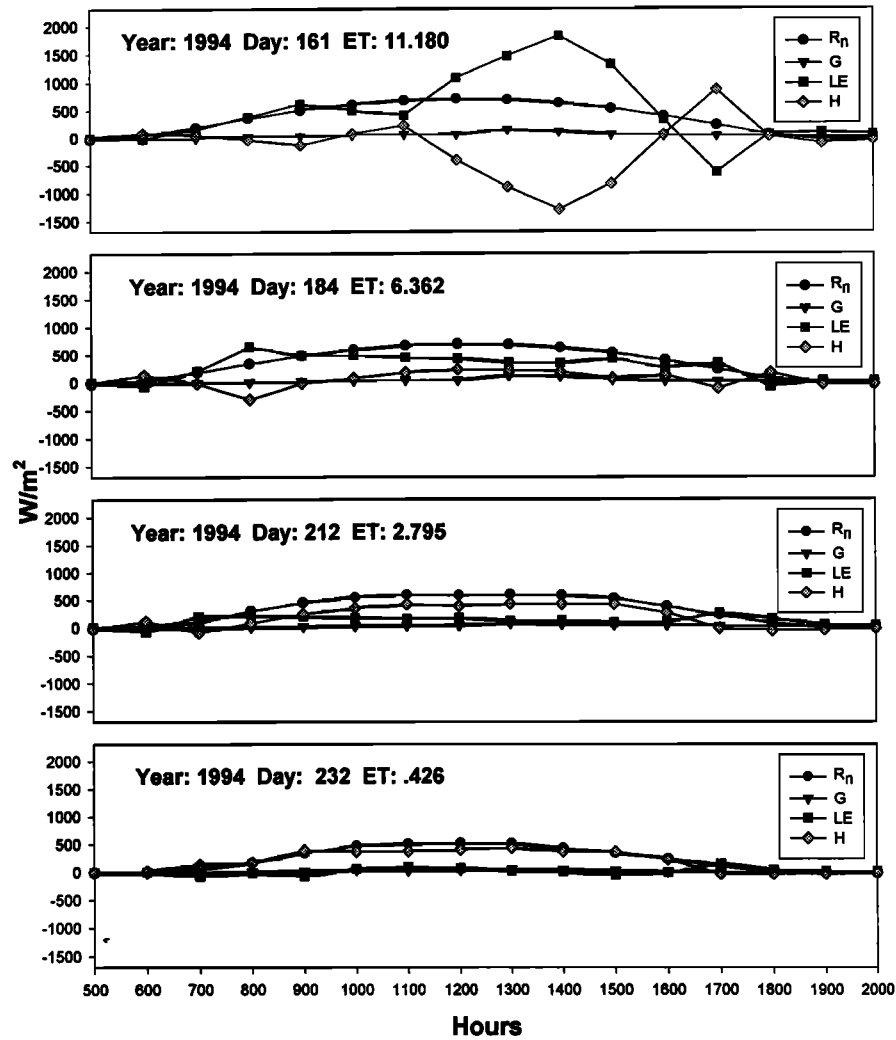 Year: 1994 Day: 161 ET: 11.180
Rn
G
LE
H
2000
1500
1000
500
0
-500
-1000
-1500
Year: 1994 Day: 184 ET: 6.362
Rn
G
LE
H
2000
1500
1000
500
0
-500
-1000
-1500
W/m²
Year: 1994 Day: 212 ET: 2.795
Rn
G
LE
H
2000
1500
1000
500
0
-500
-1000
-1500
Year: 1994 Day: 232 ET: .426
Rn
G
LE
H
2000
1500
1000
500
0
-500
-1000
-1500
500 600 700 800 900 1000 1100 1200 1300 1400 1500 1600 1700 1800 1900 2000
Hours